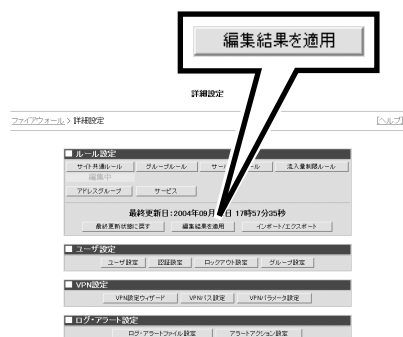 編集結果を適用
詳細設定
ファイアウォール > 詳細設定
[ヘルプ]
■ ルール設定
サイト共通ルール グループルール サー ール 流入量制限ルール
編集中
アドレスグループ サービス
最終更新日:2004年09月 日 17時57分35秒
最終更新状態に戻す 編集結果を適用 インポート/エクスポート
■ ユーザ設定
ユーザ設定 認証設定 ロックアウト設定 グループ設定
■ VPN設定
VPN設定ウィザード VPNパス設定 VPNパラメータ設定
■ ログ・アラート設定
ログ・アラートファイル設定 アラートアクション設定